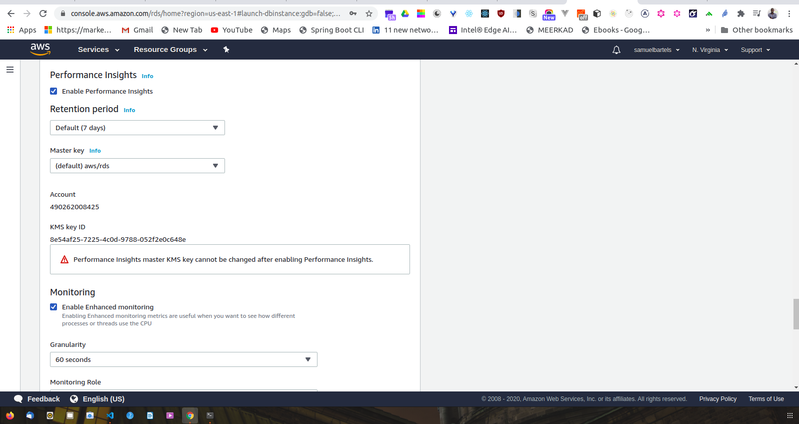 console.aws.amazon.com/rds/home?region=us-east-1#launch-dbinstance:gdb=false;...
Apps
https://marke...
Gmail
New Tab
YouTube
Maps
Spring Boot CLI
11 new netwo...
Intel® Edge AI...
MEERKAD
Ebooks - Goog...
»
Other bookmarks
aws
Services
Resource Groups
samuelbartels
N. Virginia
Support
Performance Insights Info
Enable Performance Insights
Retention period Info
Default (7 days)
Master key Info
(default) aws/rds
Account
490262008425
KMS key ID
8e54af25-7225-4c0d-9788-052f2e0c648e
Performance Insights master KMS key cannot be changed after enabling Performance Insights.
Monitoring
Enable Enhanced monitoring
Enabling Enhanced monitoring metrics are useful when you want to see how different
processes or threads use the CPU
Granularity
60 seconds
Monitoring Role
Feedback
English (US)
© 2008 - 2020, Amazon Web Services, Inc. or its affiliates. All rights reserved.
Privacy Policy
Terms of Use